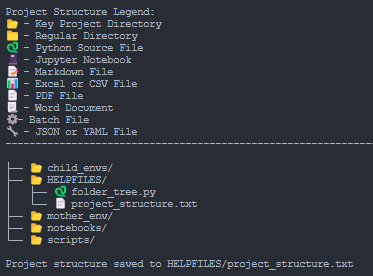 Project Structure Legend:
📂 - Key Project Directory
📁 - Regular Directory
🐍 - Python Source File
📓 - Jupyter Notebook
📝 - Markdown File
📊 - Excel or CSV File
📄 - PDF File
📃 - Word Document
⚙️- Batch File
🔧 - JSON or YAML File
------------------------------------------------------------
├── 📁 child_envs/
├── 📂 HELPFILES/
│   ├── 🐍 folder_tree.py
│   ├── 📄 project_structure.txt
├── 📁 mother_env/
├── 📁 notebooks/
├── 📁 scripts/
Project structure saved to HELPFILES/project_structure.txt